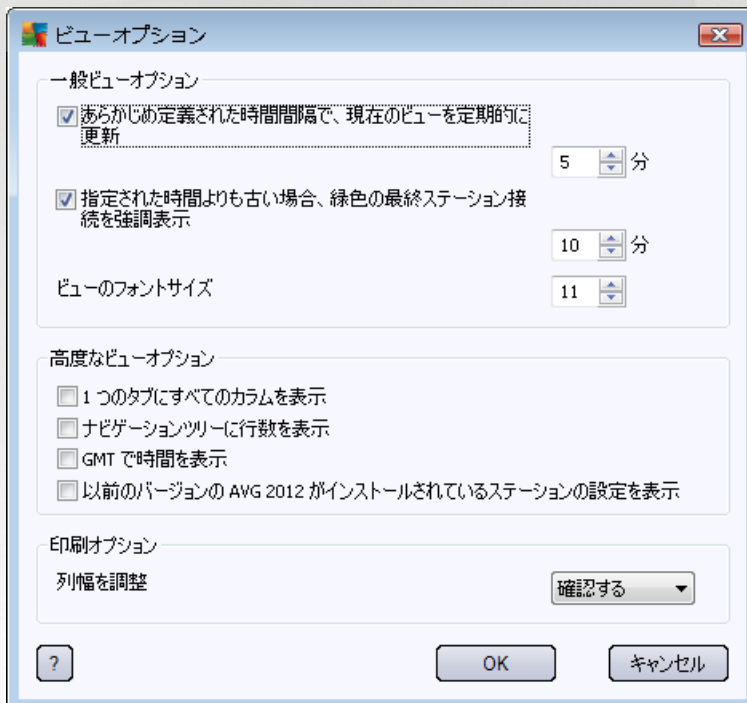 ビューオプション
一般ビューオプション
あらかじめ定義された時間間隔で、現在のビューを定期的に
更新
5 分
指定された時間よりも古い場合、緑色の最終ステーション接
続を強調表示
10 分
ビューのフォントサイズ 11
高度なビューオプション
1 つのタブにすべてのカラムを表示
ナビゲーションツリーに行数を表示
GMT で時間を表示
以前のバージョンの AVG 2012 がインストールされているステーションの設定を表示
印刷オプション
列幅を調整 確認する
? OK キャンセル